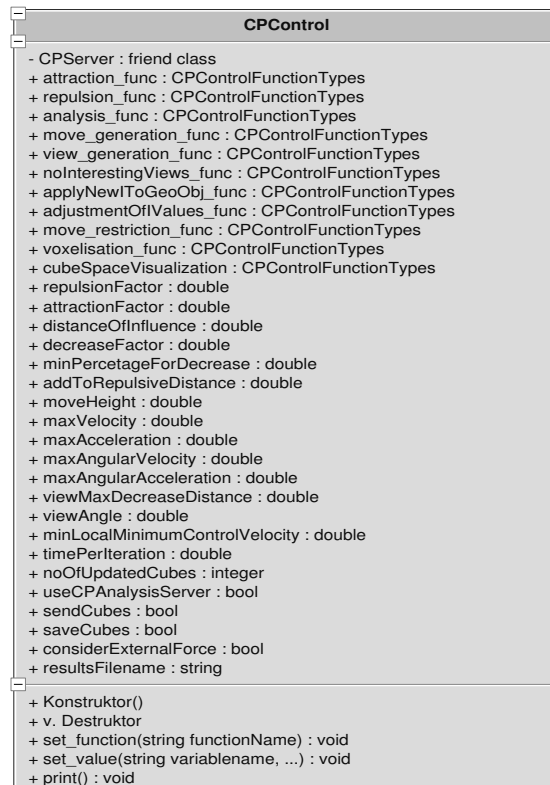 CPControl
- CPServer : friend class
+ attraction_func : CPControlFunctionTypes
+ repulsion_func : CPControlFunctionTypes
+ analysis_func : CPControlFunctionTypes
+ move_generation_func : CPControlFunctionTypes
+ view_generation_func : CPControlFunctionTypes
+ noInterestingViews_func : CPControlFunctionTypes
+ applyNewIToGeoObj_func : CPControlFunctionTypes
+ adjustmentOfIValues_func : CPControlFunctionTypes
+ move_restriction_func : CPControlFunctionTypes
+ voxelisation_func : CPControlFunctionTypes
+ cubeSpaceVisualization : CPControlFunctionTypes
+ repulsionFactor : double
+ attractionFactor : double
+ distanceOfInfluence : double
+ decreaseFactor : double
+ minPercetageForDecrease : double
+ addToRepulsiveDistance : double
+ moveHeight : double
+ maxVelocity : double
+ maxAcceleration : double
+ maxAngularVelocity : double
+ maxAngularAcceleration : double
+ viewMaxDecreaseDistance : double
+ viewAngle : double
+ minLocalMinimumControlVelocity : double
+ timePerIteration : double
+ noOfUpdatedCubes : integer
+ useCPAnalysisServer : bool
+ sendCubes : bool
+ saveCubes : bool
+ considerExternalForce : bool
+ resultsFilename : string
+ Konstruktor()
+ v. Destruktor
+ set_function(string functionName) : void
+ set_value(string variablename, ...) : void
+ print() : void